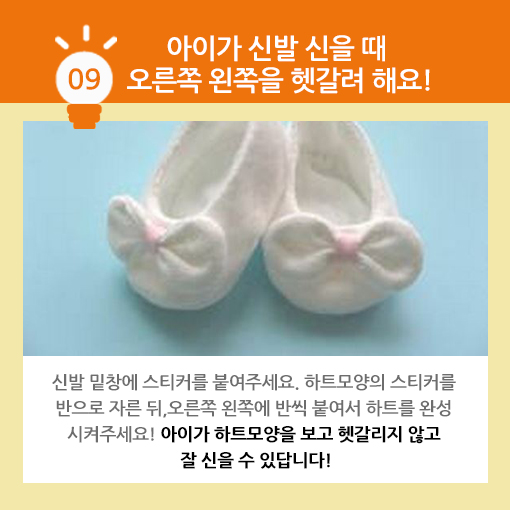 09
아이가 신발 신을 때
오른쪽 왼쪽을 헷갈려 해요!
신발 밑창에 스티커를 붙여주세요. 하트모양의 스티커를
반으로 자른 뒤,오른쪽 왼쪽에 반씩 붙여서 하트를 완성
시켜주세요! 아이가 하트모양을 보고 헷갈리지 않고
잘 신을 수 있답니다!